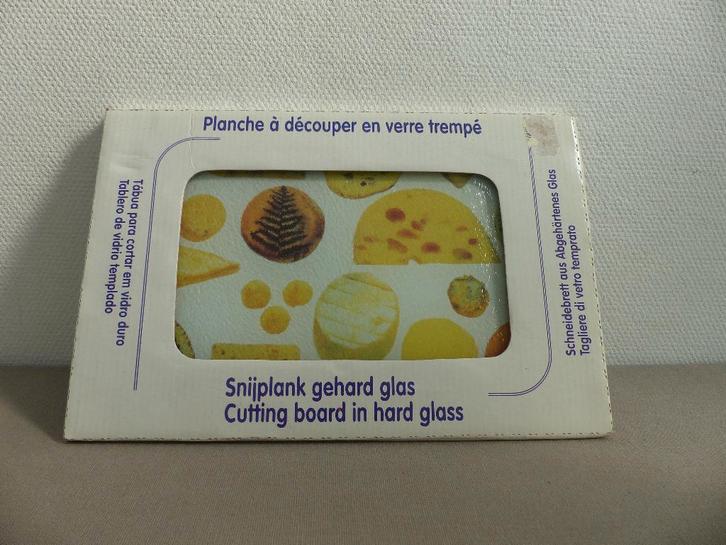 Planche à découper en verre trempé
Tábua para cortar em vidro duro
Tablero de vidrio templado
Schneidebrett aus Abgehärtenes Glas
Tagliere di vetro temprato
Snijplank gehard glas
Cutting board in hard glass